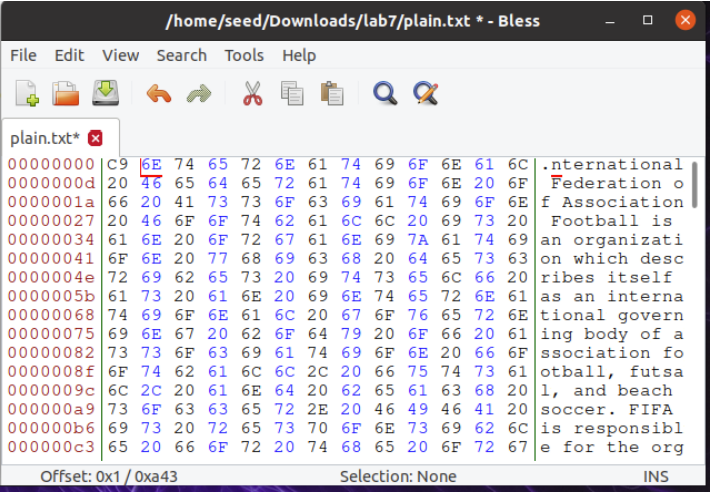 /home/seed/Downloads/lab7/plain.txt * - Bless
File Edit View Search Tools Help
plain.txt*
00000000 C9 6E 74 65 72 6E 61 74 69 6F 6E 61 6C .nternational
0000000d 20 46 65 64 65 72 61 74 69 6F 6E 20 6F Federation o
0000001a 66 20 41 73 73 6F 63 69 61 74 69 6F 6E f Association
00000027 20 46 6F 6F 74 62 61 6C 6C 20 69 73 20 Football is
00000034 61 6E 20 6F 72 67 61 6E 69 7A 61 74 69 an organizati
00000041 6F 6E 20 77 68 69 63 68 20 64 65 73 63 on which desc
0000004e 72 69 62 65 73 20 69 74 73 65 6C 66 20 ribes itself
0000005b 61 73 20 61 6E 20 69 6E 74 65 72 6E 61 as an interna
00000068 74 69 6F 6E 61 6C 20 67 6F 76 65 72 6E tional govern
00000075 69 6E 67 20 62 6F 64 79 20 6F 66 20 61 ing body of a
00000082 73 73 6F 63 69 61 74 69 6F 6E 20 66 6F ssociation fo
0000008f 6F 74 62 61 6C 6C 2C 20 66 75 74 73 61 otball, futsa
0000009c 6C 2C 20 61 6E 64 20 62 65 61 63 68 20 l, and beach
000000a9 73 6F 63 63 65 72 2E 20 46 49 46 41 20 soccer. FIFA
000000b6 69 73 20 72 65 73 70 6F 6E 73 69 62 6C is responsibl
000000c3 65 20 66 6F 72 20 74 68 65 20 6F 72 67 e for the org
Offset: 0x1 / 0xa43 Selection: None INS